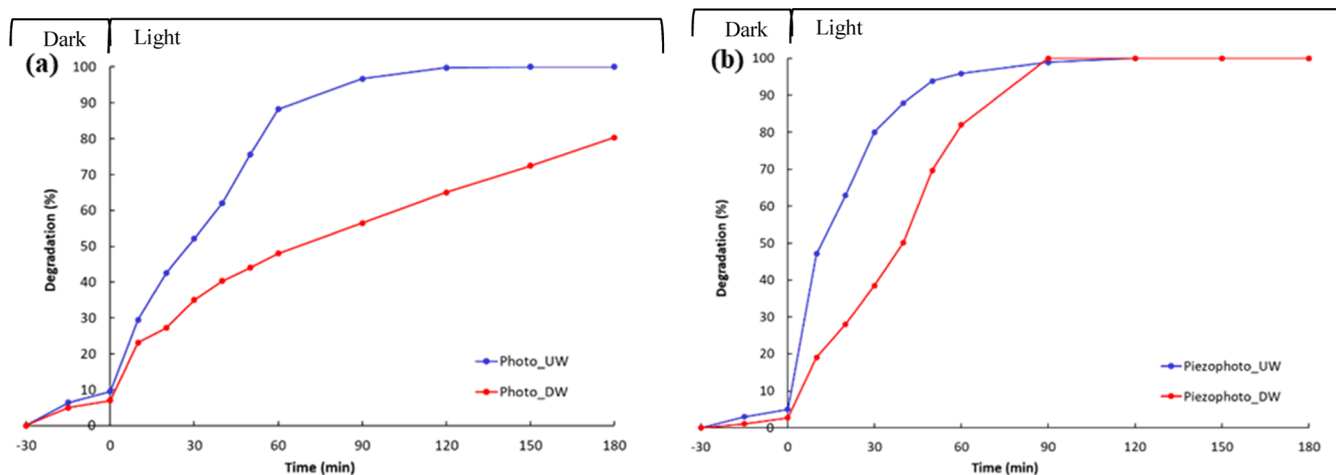 Dark Light
(a)
100
90
80
70
60
50
40
30
20
10
0
Degradation (%)
Photo_UW
Photo_DW
-30 0 30 60 90 120 150 180
Time (min)
Dark Light
(b)
100
90
80
70
60
50
40
30
20
10
0
Degradation (%)
Piezophoto_UW
Piezophoto_DW
-30 0 30 60 90 120 150 180
Time (min)